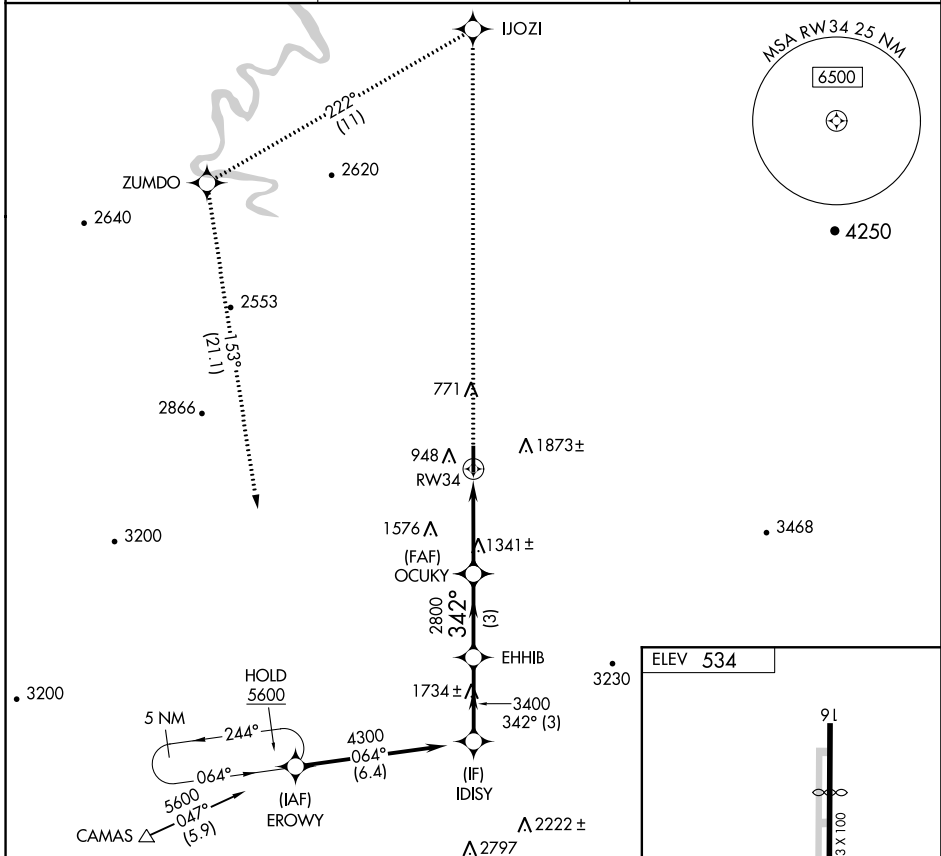 IJOZI
MSA RW34 25 NM
6500
222°
(11)
2620
ZUMDO
2640
4250
2553
153°
(21.1)
771
2866
948
1873±
RW34
1576
3468
1341±
3200
(FAF)
OCUKY
2800
342°
(3)
EHHIB
ELEV 534
3230
HOLD
5600
3200
1734±
3400
342° (3)
5 NM
244°
16
4300
064°
(6.4)
064°
(IF)
IDISY
5600
047°
(5.9)
(IAF)
EROWY
CAMAS
2222±
2797
3 X 100